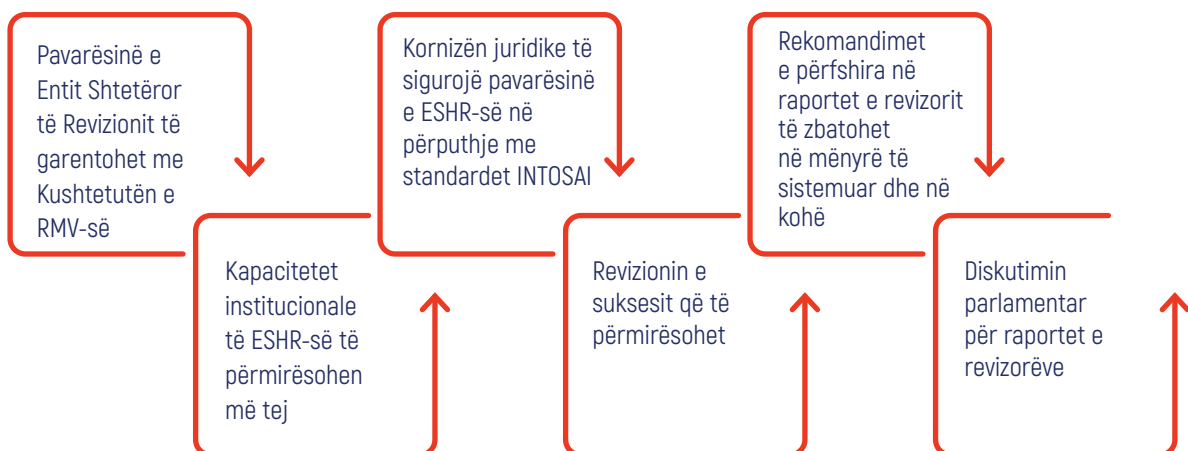 Pavarësinë e
Entit Shtetëror
të Revizionit të
garentohet me
Kushtetutën e
RMV-së
Kapacitetet
institucionale
të ESHR-së të
përmirësohen
më tej
Kornizën juridike të
sigurojë pavarësinë
e ESHR-së në
përputhje me
standardet INTOSAI
Revizionin e
suksesit që të
përmirësohet
Rekomandimet
e përfshira në
raportet e revizorit
të zbatohet
në mënyrë të
sistemuar dhe në
kohë
Diskutimin
parlamentar
për raportet e
revizorëve